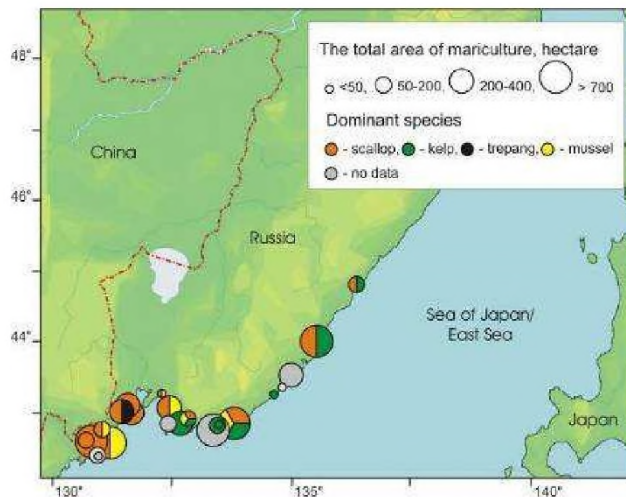 The total area of mariculture, hectare
<50, 50-200, 200-400, > 700
Dominant species
- scallop, - kelp, - trepang, - mussel
- no data
48°
China
46°
Russia
44°
Sea of Japan/
East Sea
Japan
130°
135°
140°